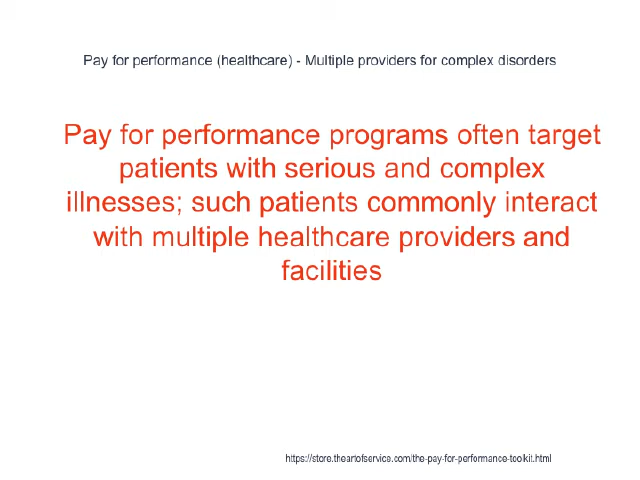 Pay for performance (healthcare) - Multiple providers for complex disorders
Pay for performance programs often target
patients with serious and complex
illnesses; such patients commonly interact
with multiple healthcare providers and
facilities
https://store.theartofservice.com/the-pay-for-performance-toolkit.html